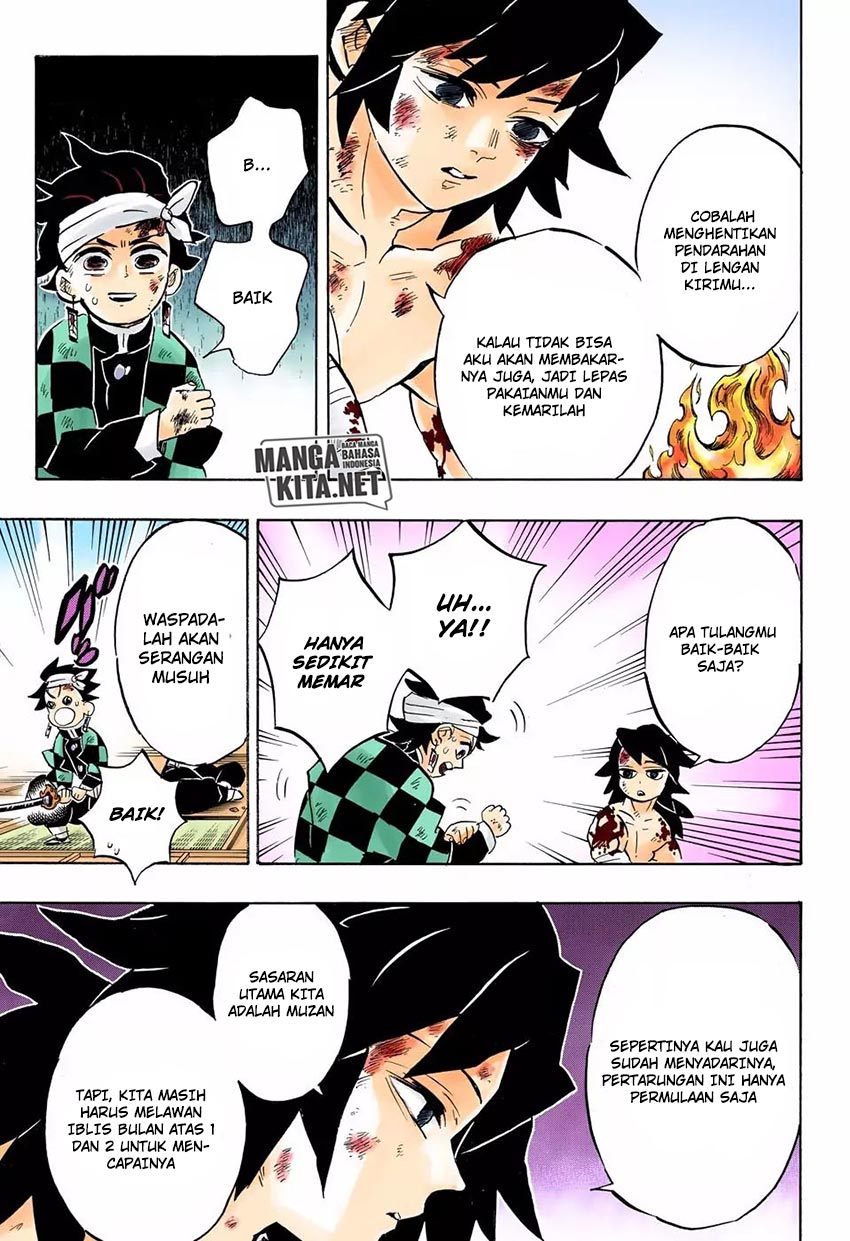 COBALAH
MENGHENTIKAN
PENDARAHAN
DI LENGAN
KIRIMU...
KALAU TIDAK BISA
AKU AKAN MEMBAKAR-
NYA JUGA, JADI LEPAS
PAKAIANMU DAN
KEMARILAH
B...
BAIK
MANGA
KITA.NET
BACA MANGA
BAHASA
INDONESIA
APA TULANGMU
BAIK-BAIK
SAJA?
UH...
YA!!
HANYA
SEDIKIT
MEMAR
WASPADA-
LAH AKAN
SERANGAN
MUSUH
BAIK!
SEPERTINYA KAU JUGA
SUDAH MENYADARINYA,
PERTARUNGAN INI HANYA
PERMULAAN SAJA
SASARAN
UTAMA KITA
ADALAH MUZAN
TAPI, KITA MASIH
HARUS MELAWAN
IBLIS BULAN ATAS 1
DAN 2 UNTUK MEN-
CAPAINYA